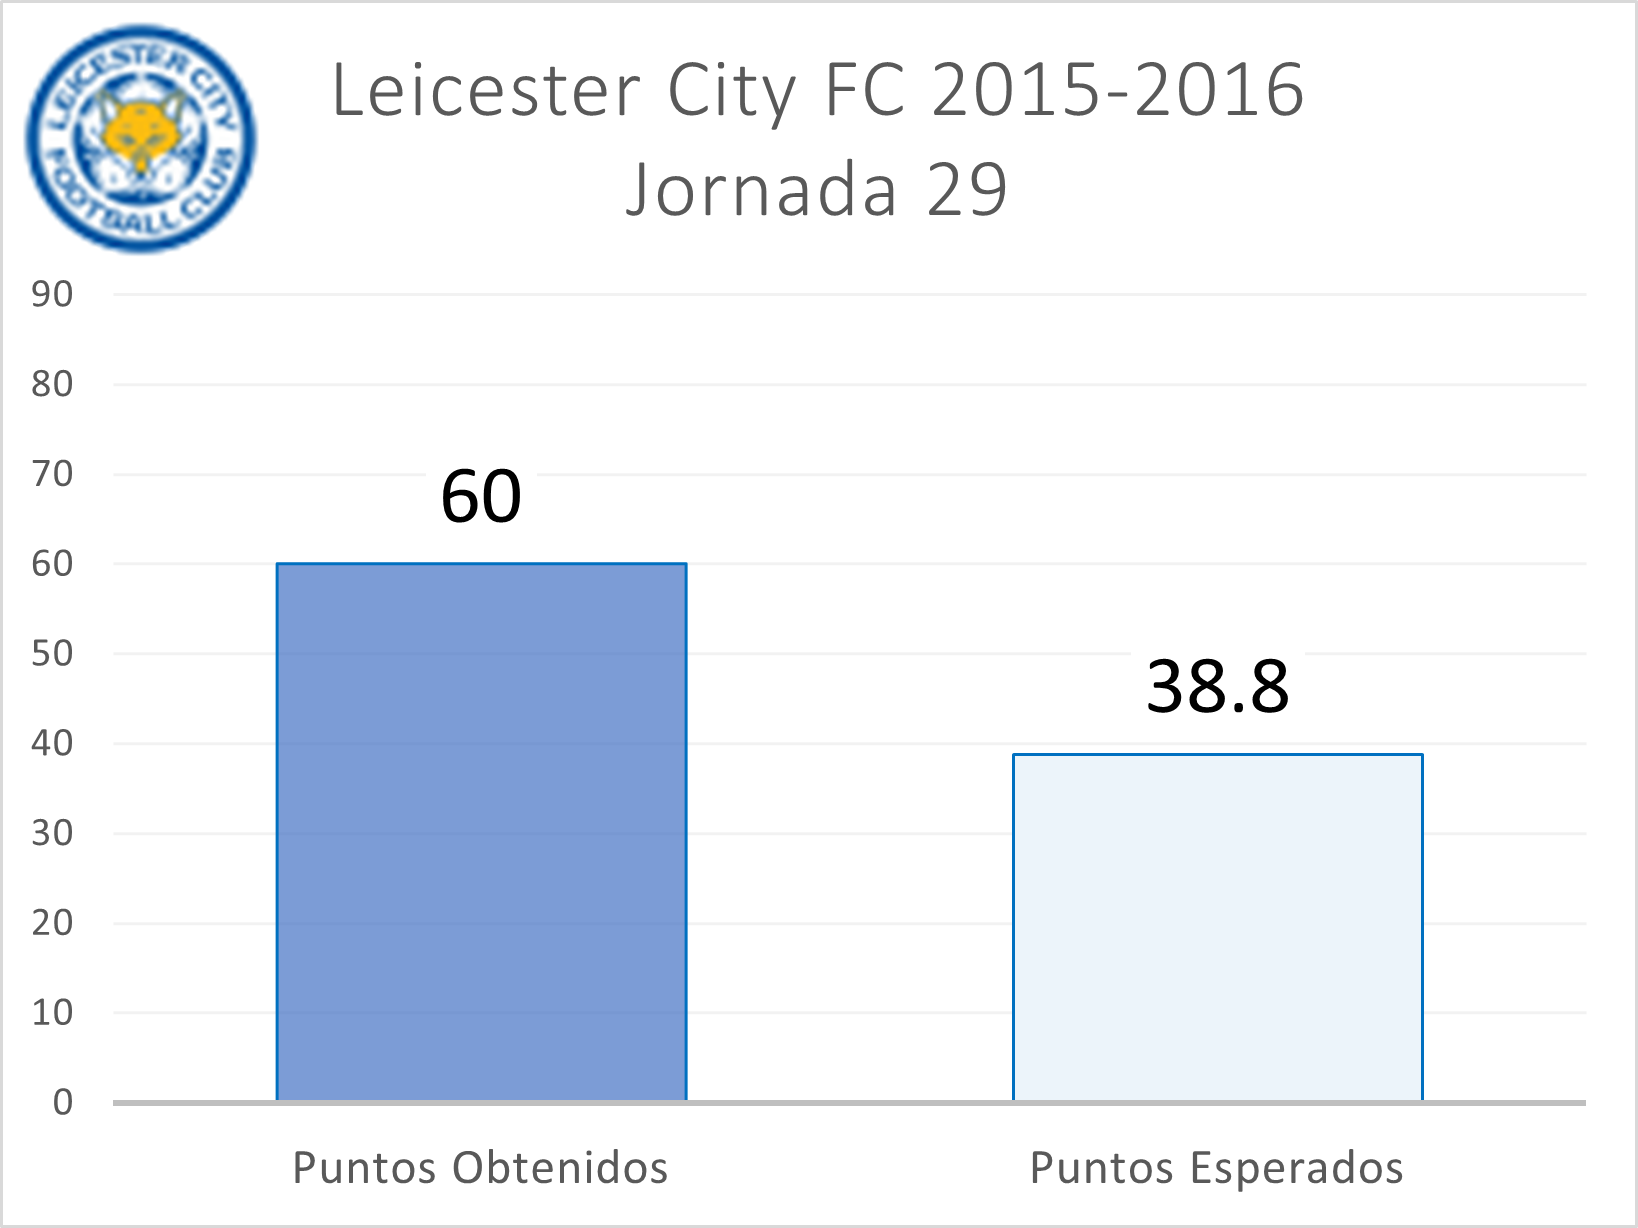 LEICESTER CITY
FOOTBALL CLUB
Leicester City FC 2015-2016
Jornada 29
90
80
70
60
50
40
30
20
10
0
60
38.8
Puntos Obtenidos
Puntos Esperados